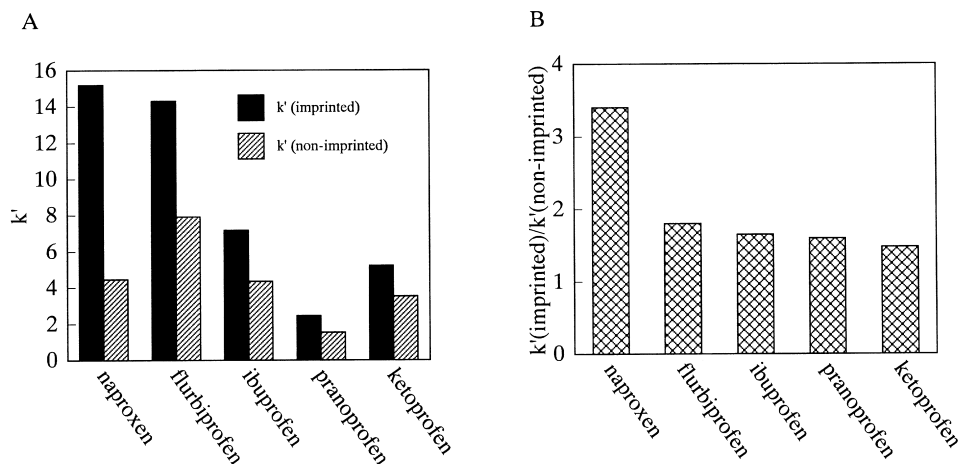 A
16
14
12
10
8
6
4
2
0
k'
k' (imprinted)
k' (non-imprinted)
naproxen
flurbiprofen
ibuprofen
pranoprofen
ketoprofen
B
4
3
2
1
0
k'(imprinted)/k'(non-imprinted)
naproxen
flurbiprofen
ibuprofen
pranoprofen
ketoprofen